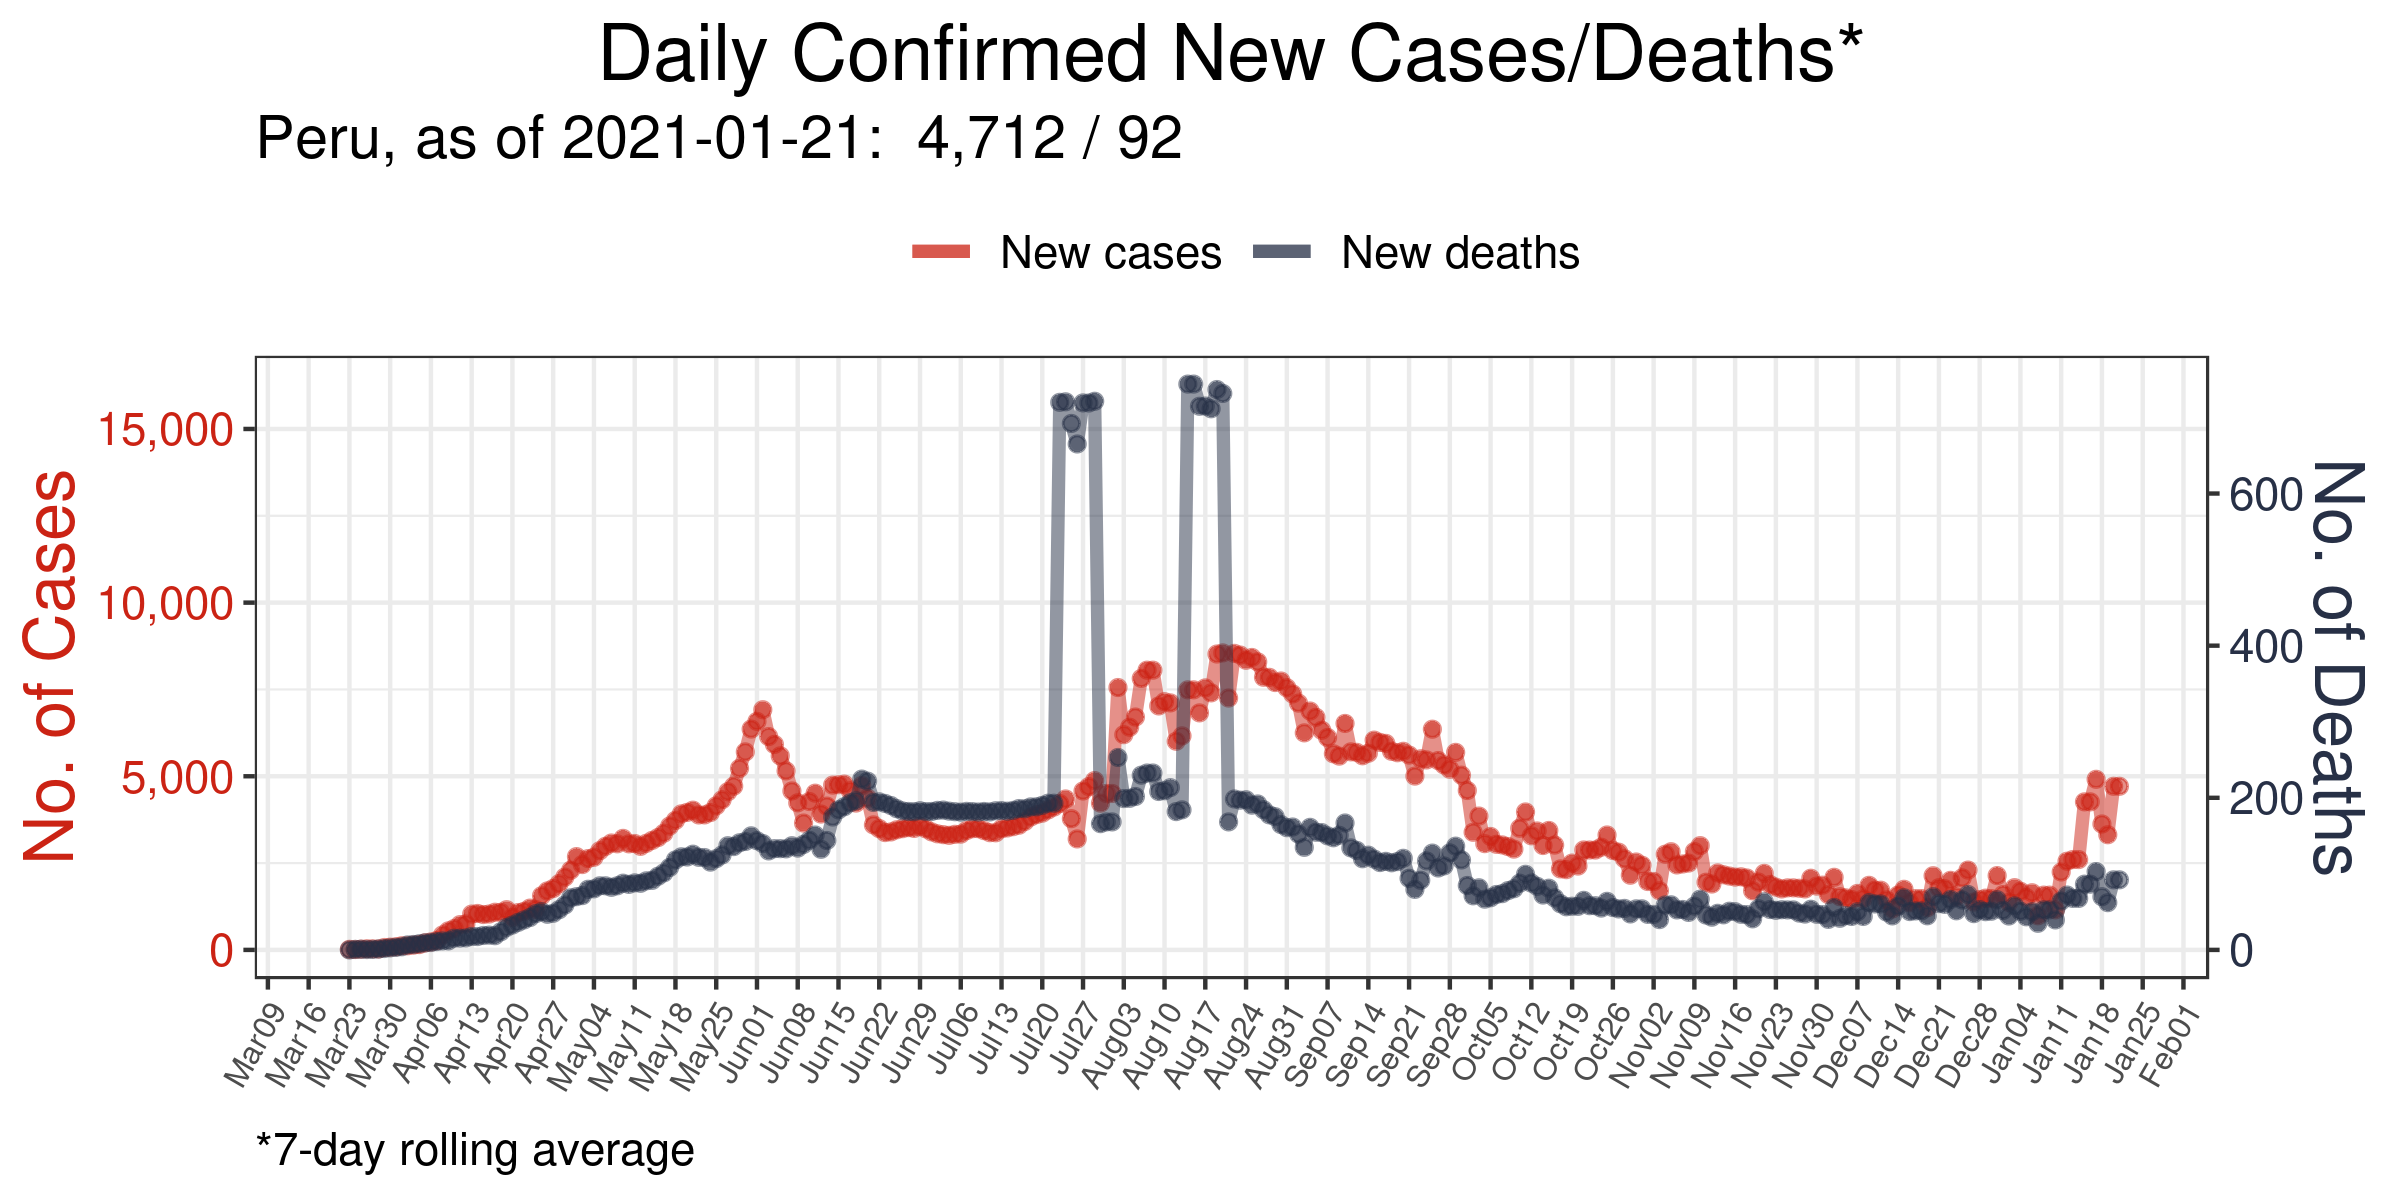 Daily Confirmed New Cases/Deaths*
Peru, as of 2021-01-21:  4,712 / 92
New cases
New deaths
No. of Cases
15,000
10,000
5,000
0
600
400
200
0
No. of Deaths
Mar09
Mar16
Mar23
Mar30
Apr06
Apr13
Apr20
Apr27
May04
May11
May18
May25
Jun01
Jun08
Jun15
Jun22
Jun29
Jul06
Jul13
Jul20
Jul27
Aug03
Aug10
Aug17
Aug24
Aug31
Sep07
Sep14
Sep21
Sep28
Oct05
Oct12
Oct19
Oct26
Nov02
Nov09
Nov16
Nov23
Nov30
Dec07
Dec14
Dec21
Dec28
Jan04
Jan11
Jan18
Jan25
Feb01
*7-day rolling average